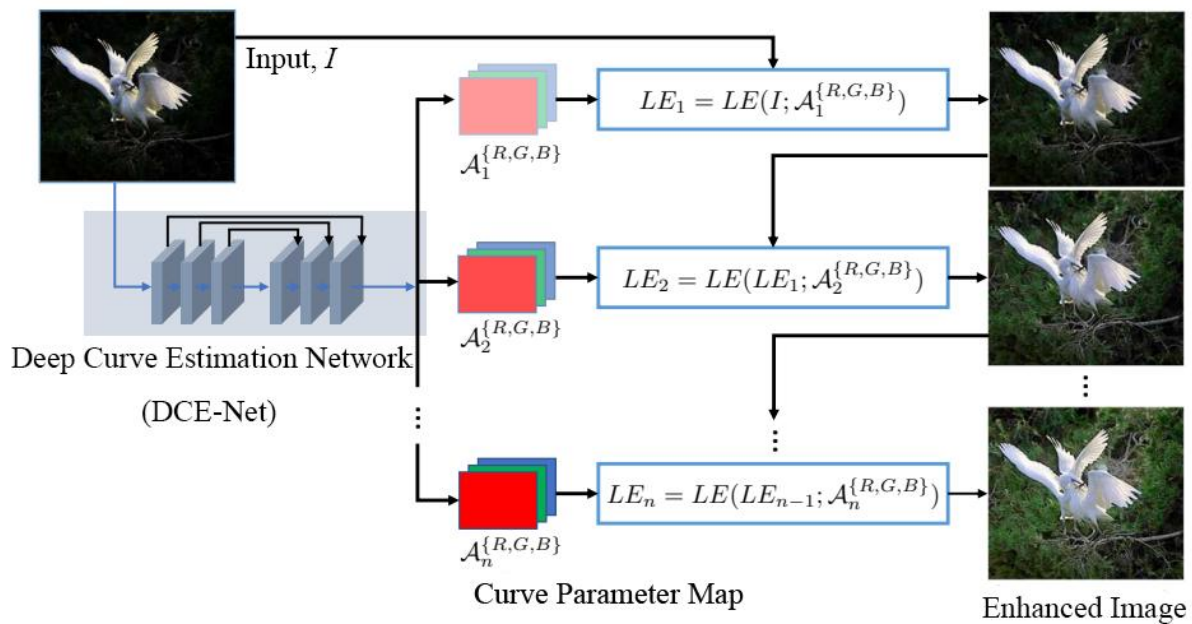 Input, I
LE₁ = LE(I; 𝒜₁^{R,G,B})
𝒜₁^{R,G,B}
LE₂ = LE(LE₁; 𝒜₂^{R,G,B})
𝒜₂^{R,G,B}
Deep Curve Estimation Network
(DCE-Net)
...
...
...
LEₙ = LE(LEₙ₋₁; 𝒜ₙ^{R,G,B})
𝒜ₙ^{R,G,B}
Curve Parameter Map
Enhanced Image